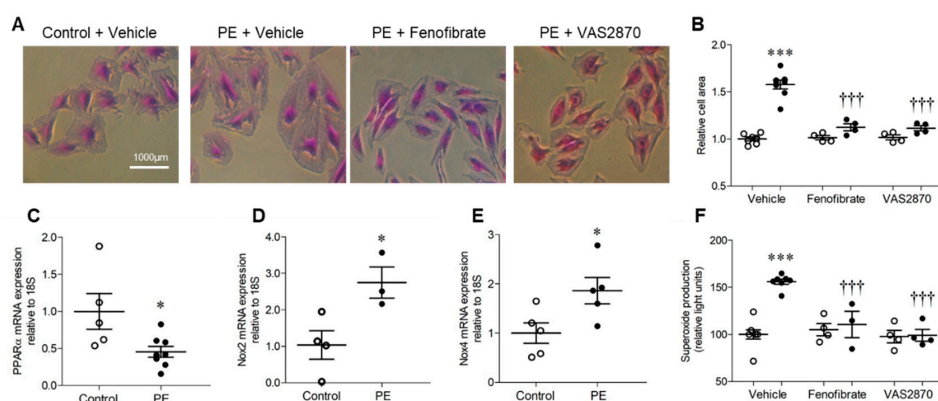 A
Control + Vehicle
PE + Vehicle
PE + Fenofibrate
PE + VAS2870
1000µm
B
Relative cell area
2.0
1.5
1.0
0.5
***
†††
†††
Vehicle
Fenofibrate
VAS2870
C
PPARα mRNA expression
relative to 18S
2.0
1.5
1.0
0.5
0.0
*
Control
PE
D
Nox2 mRNA expression
relative to 18S
4.0
3.0
2.0
1.0
0.0
*
Control
PE
E
Nox4 mRNA expression
relative to 18S
3
2
1
0
*
Control
PE
F
Superoxide production
(relative light units)
200
150
100
50
***
†††
†††
Vehicle
Fenofibrate
VAS2870